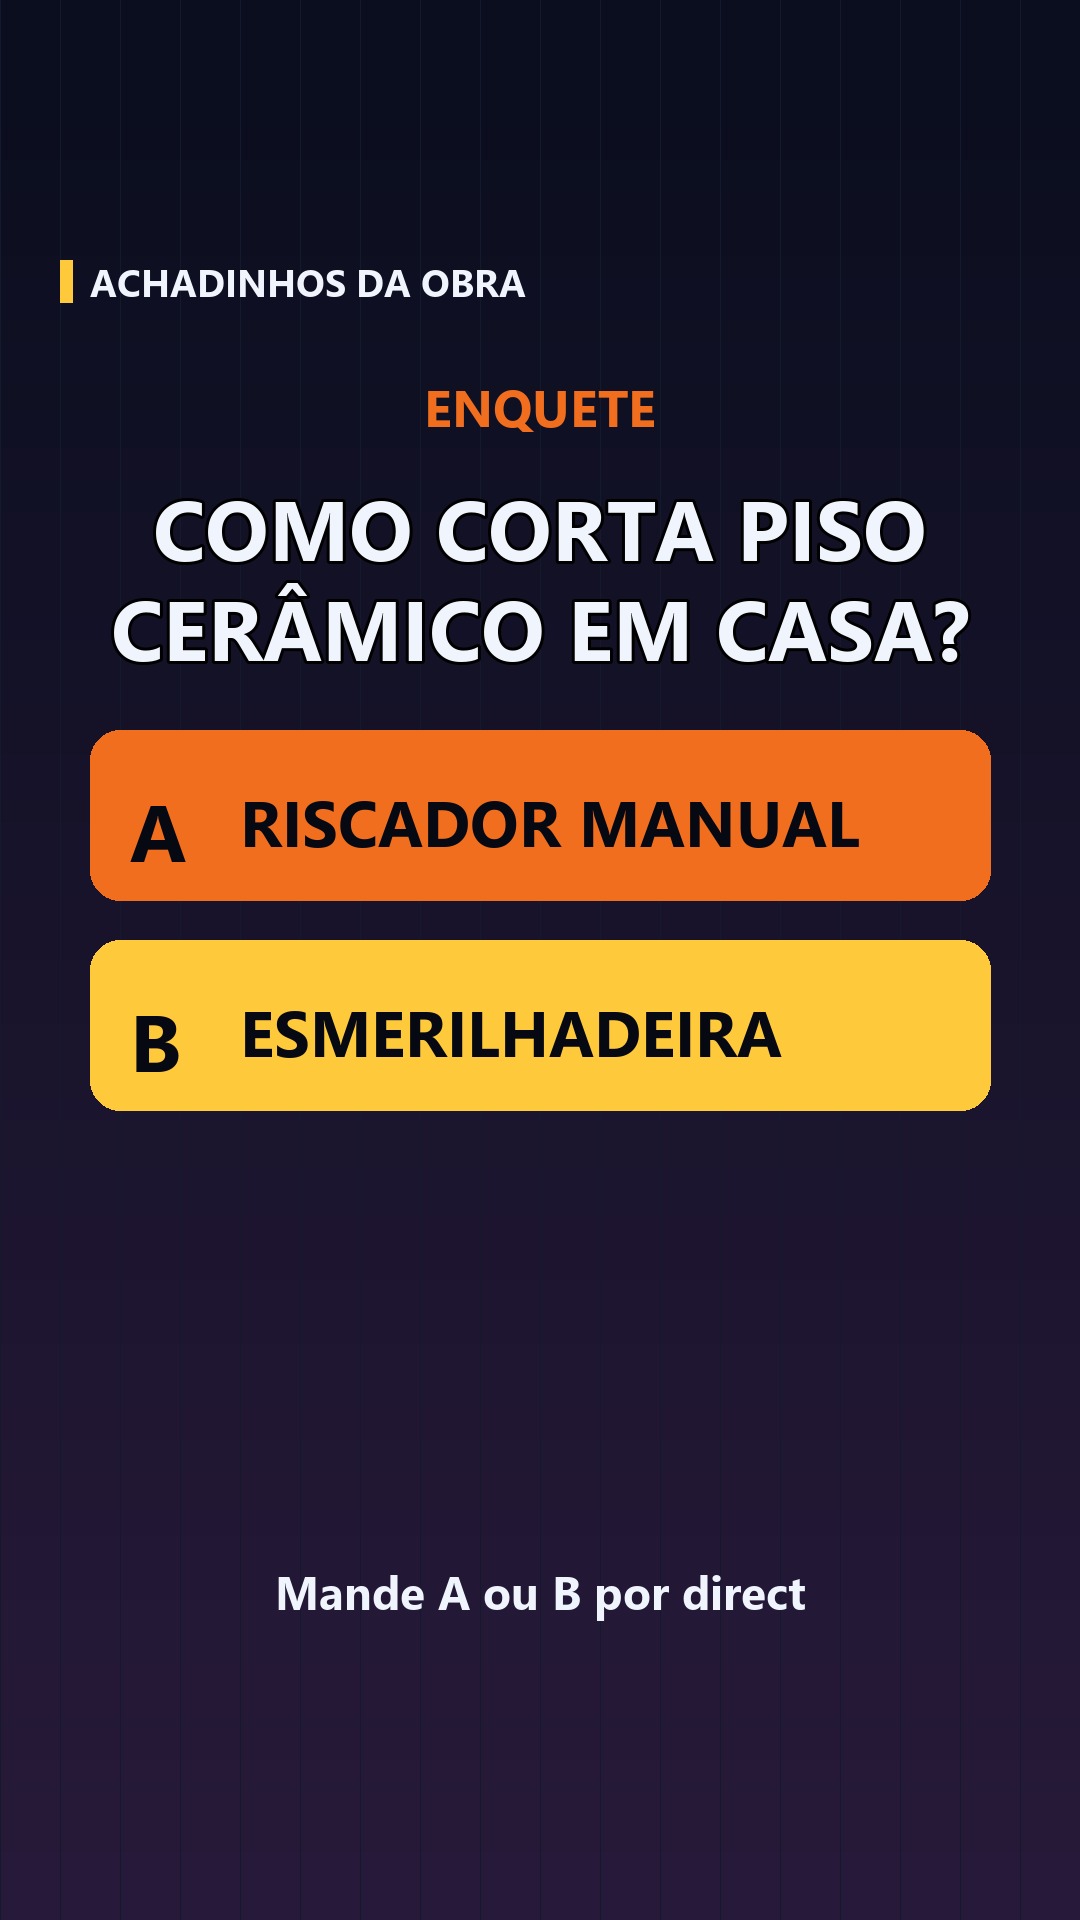 ACHADINHOS DA OBRA
ENQUETE
COMO CORTA PISO
CERÂMICO EM CASA?
A RISCADOR MANUAL
B ESMERILHADEIRA
Mande A ou B por direct